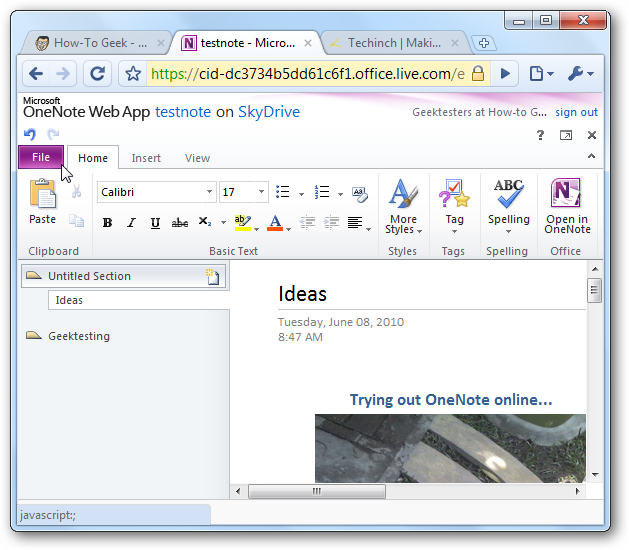 How-To Geek - ...
testnote - Micro...
Techinch | Maki...
https://cid-dc3734b5dd61c6f1.office.live.com/e
Microsoft
OneNote Web App testnote on SkyDrive
Geektesters at How-to G... sign out
File Home Insert View
Paste
Calibri 17
B I U abc X₂ ab A
More Styles
Tag
ABC
Spelling
Open in OneNote
Clipboard Basic Text Styles Tags Spelling Office
Untitled Section
Ideas
Geektesting
Ideas
Tuesday, June 08, 2010
8:47 AM
Trying out OneNote online...
javascript:;